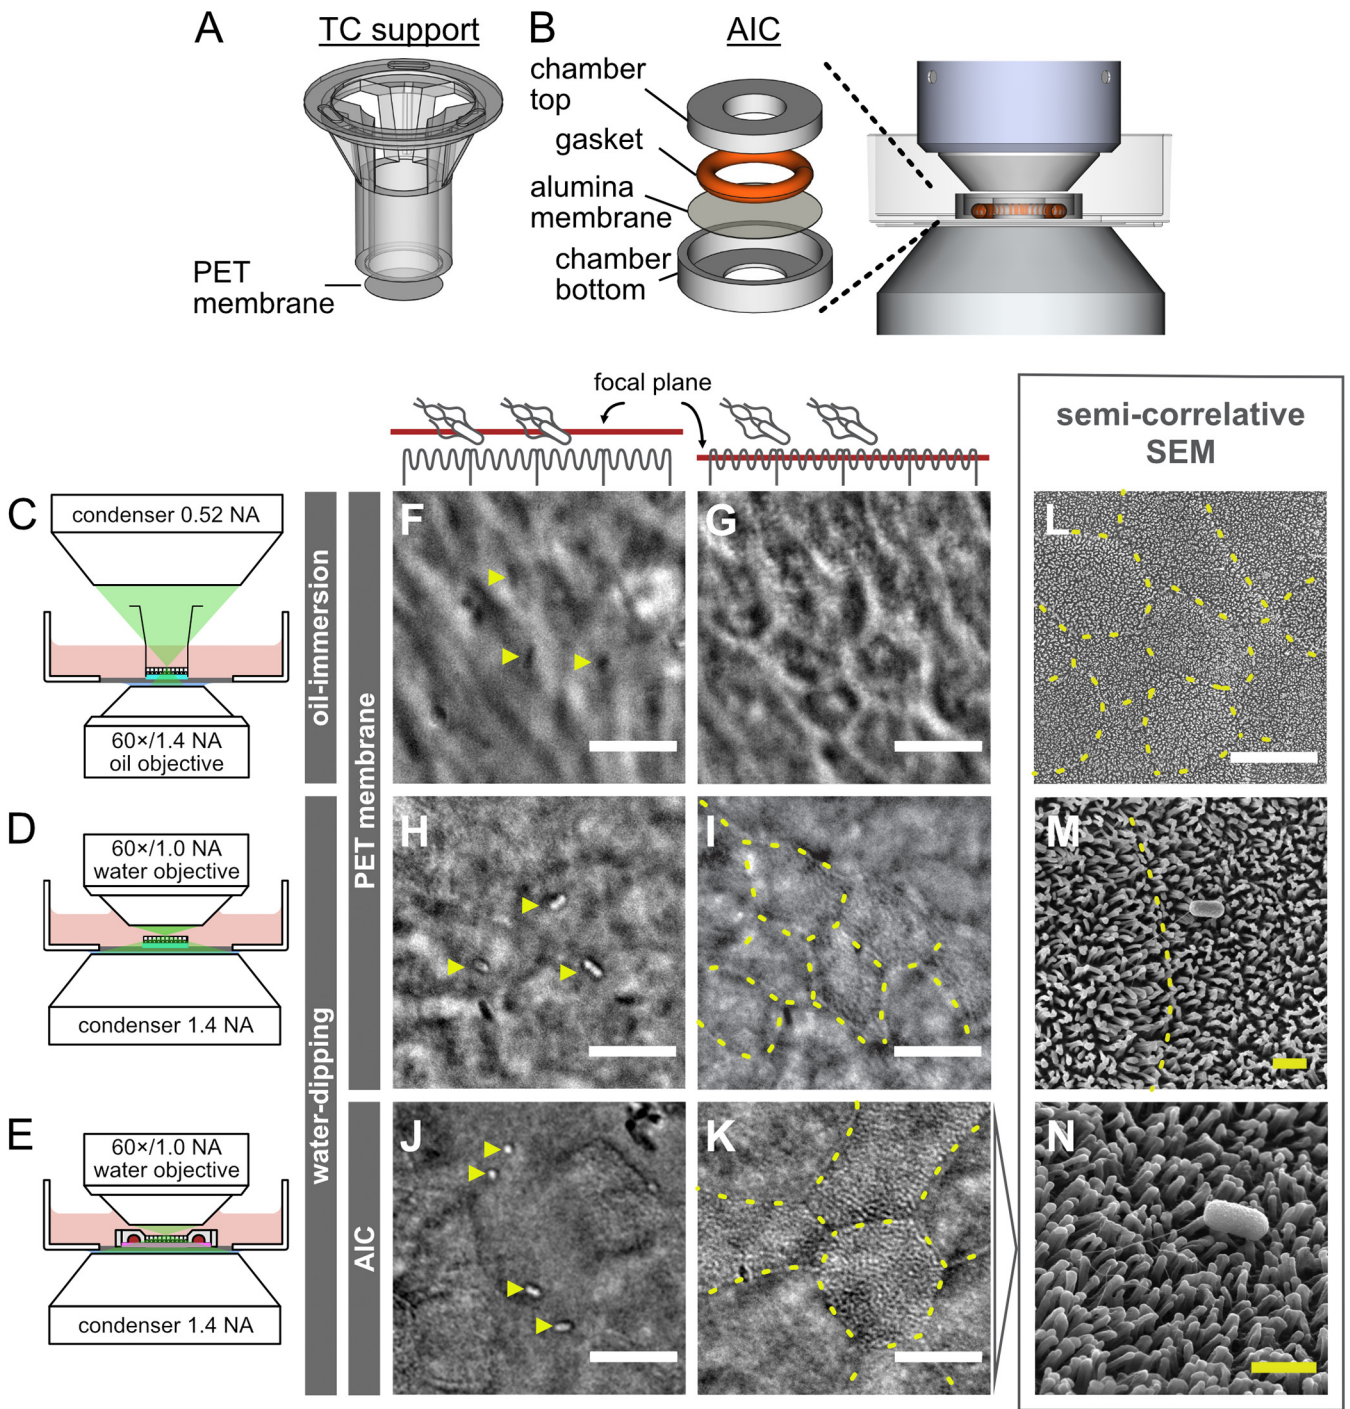 A
TC support
PET
membrane
B
AIC
chamber
top
gasket
alumina
membrane
chamber
bottom
focal plane
semi-correlative
SEM
C
condenser 0.52 NA
60×/1.4 NA
oil objective
oil-immersion
PET membrane
F
G
L
D
60×/1.0 NA
water objective
condenser 1.4 NA
water-dipping
H
I
M
E
60×/1.0 NA
water objective
condenser 1.4 NA
AIC
J
K
N